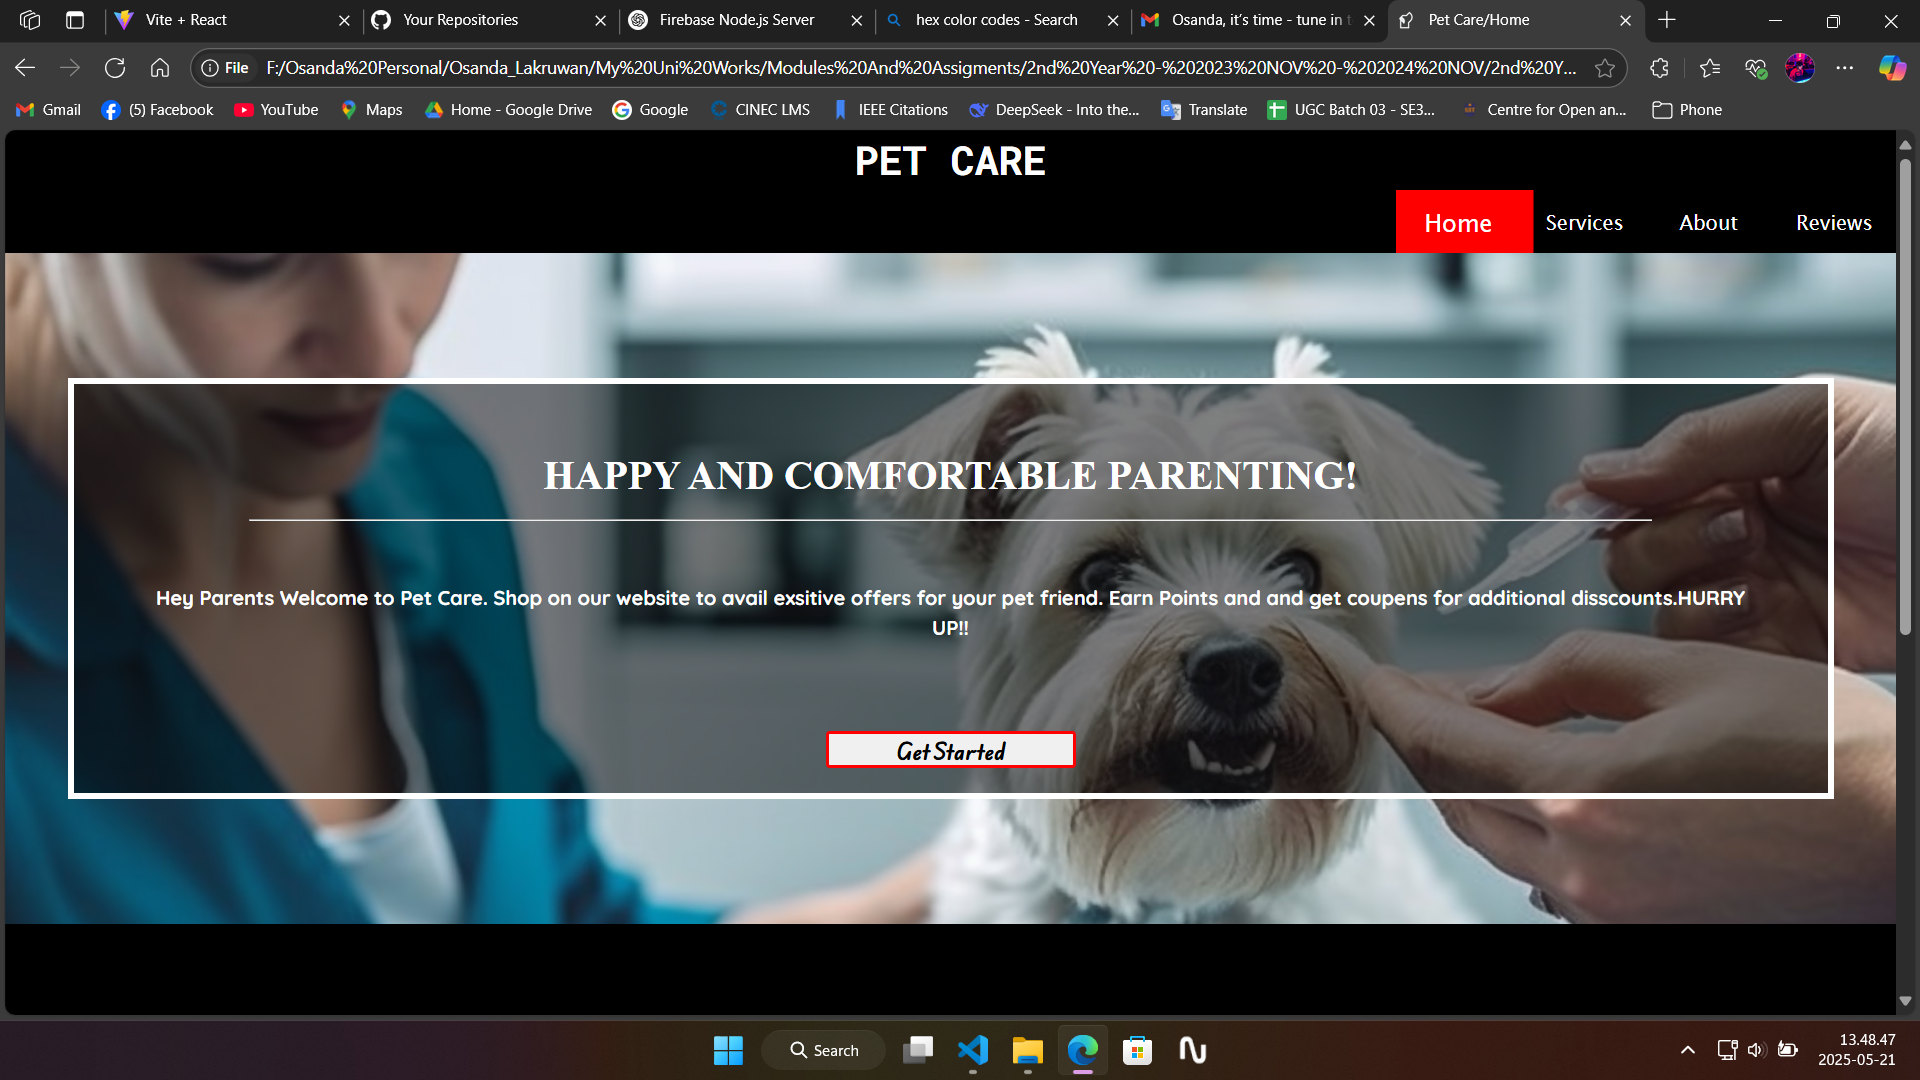 Vite + React
Your Repositories
Firebase Node.js Server
hex color codes - Search
Osanda, it's time - tune in t
Pet Care/Home
File
F:/Osanda%20Personal/Osanda_Lakruwan/My%20Uni%20Works/Modules%20And%20Assigments/2nd%20Year%20-%202023%20NOV%20-%202024%20NOV/2nd%20Y...
Gmail
(5) Facebook
YouTube
Maps
Home - Google Drive
Google
CINEC LMS
IEEE Citations
DeepSeek - Into the...
Translate
UGC Batch 03 - SE3...
Centre for Open an...
Phone
PET CARE
Home
Services
About
Reviews
HAPPY AND COMFORTABLE PARENTING!
Hey Parents Welcome to Pet Care. Shop on our website to avail exsitive offers for your pet friend. Earn Points and and get coupens for additional disscounts.HURRY
UP!!
Get Started
Search
13.48.47
2025-05-21